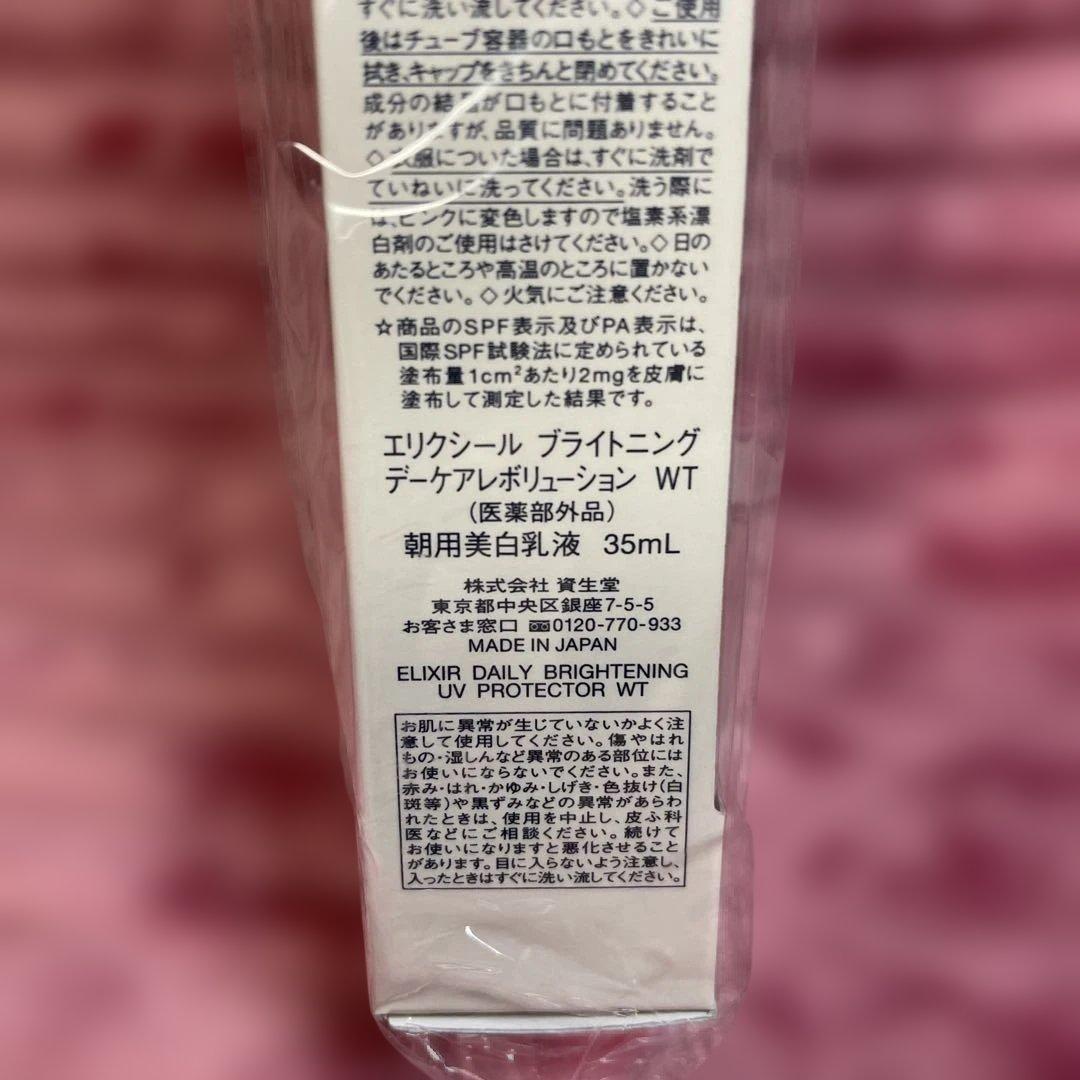 すぐに洗い流してください。◇ご使用
後はチューブ容器の口もとをきれいに
拭き、キャップをきちんと閉めてください。
成分の結晶が口もとに付着すること
がありますが、品質に問題ありません。
◇衣服についた場合は、すぐに洗剤で
ていねいに洗ってください。洗う際に
は、ピンクに変色しますので塩素系漂
白剤のご使用はさけてください。◇日の
あたるところや高温のところに置かない
でください。◇火気にご注意ください。
☆商品のSPF表示及びPA表示は、
国際SPF試験法に定められている
塗布量1cm²あたり2mgを皮膚に
塗布して測定した結果です。
エリクシール ブライトニング
デーケアレボリューション WT
(医薬部外品)
朝用美白乳液 35mL
株式会社 資生堂
東京都中央区銀座7-5-5
お客さま窓口 0120-770-933
MADE IN JAPAN
ELIXIR DAILY BRIGHTENING
UV PROTECTOR WT
お肌に異常が生じていないかよく注
意して使用してください。傷やはれ
もの・湿しんなど異常のある部位には
お使いにならないでください。また、
赤み・はれ・かゆみ・しげき・色抜け(白
斑等)や黒ずみなどの異常があらわ
れたときは、使用を中止し、皮ふ科
医などにご相談ください。続けて
お使いになりますと悪化させること
があります。目に入らないよう注意し、
入ったときはすぐに洗い流してください。